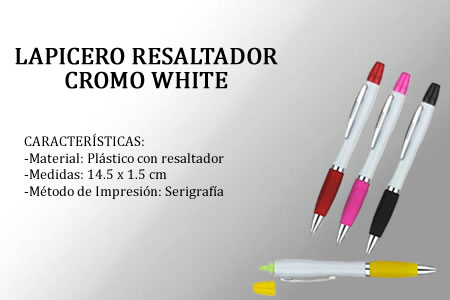 LAPICERO RESALTADOR
CROMO WHITE
CARACTERÍSTICAS:
-Material: Plástico con resaltador
-Medidas: 14.5 x 1.5 cm
-Método de Impresión: Serigrafía